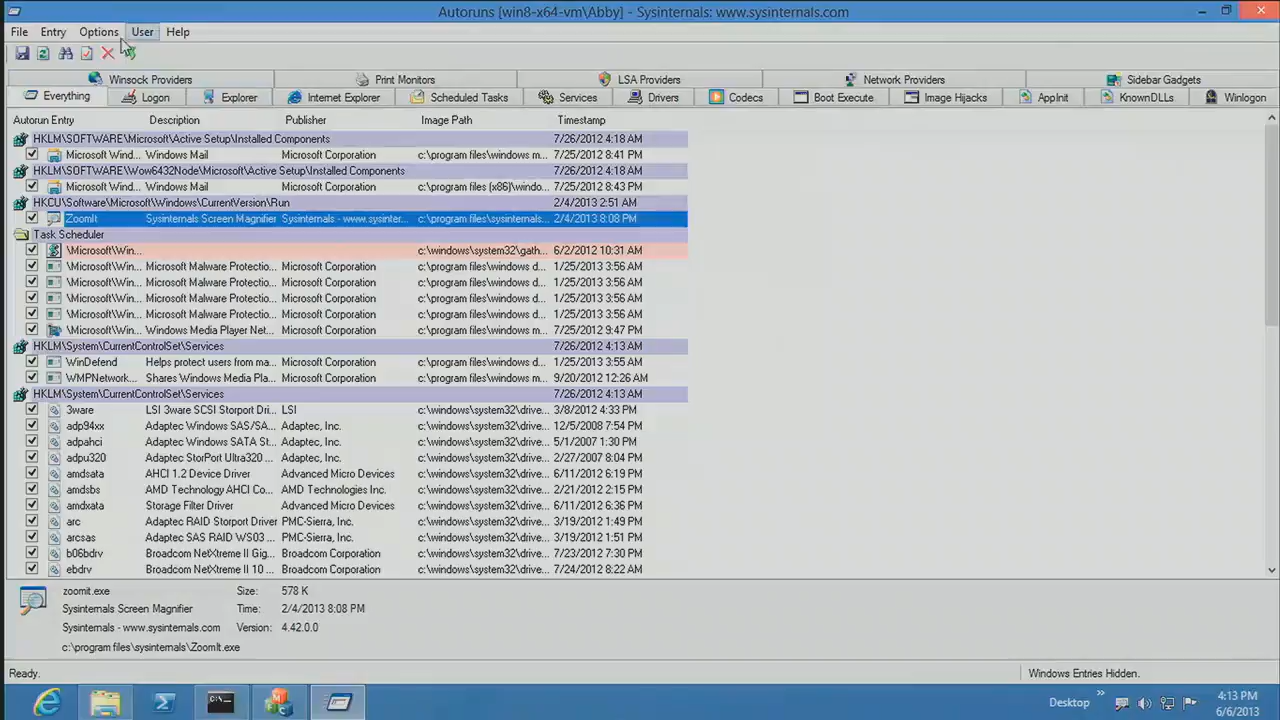 Autoruns [win8-x64-vm\Abby] - Sysinternals: www.sysinternals.com
File Entry Options User Help
Winsock Providers Print Monitors LSA Providers Network Providers Sidebar Gadgets
Everything Logon Explorer Internet Explorer Scheduled Tasks Services Drivers Codecs Boot Execute Image Hijacks AppInit KnownDLLs Winlogon
Autorun Entry Description Publisher Image Path Timestamp
HKLM\SOFTWARE\Microsoft\Active Setup\Installed Components 7/26/2012 4:18 AM
Microsoft Wind... Windows Mail Microsoft Corporation c:\program files\windows m... 7/25/2012 8:41 PM
HKLM\SOFTWARE\Wow6432Node\Microsoft\Active Setup\Installed Components 7/26/2012 4:18 AM
Microsoft Wind... Windows Mail Microsoft Corporation c:\program files (x86)\windo... 7/25/2012 8:43 PM
HKCU\Software\Microsoft\Windows\CurrentVersion\Run 2/4/2013 2:51 AM
ZoomIt Sysinternals Screen Magnifier Sysinternals - www.sysinter... c:\program files\sysinternals... 2/4/2013 8:08 PM
Task Scheduler
\Microsoft\Win... c:\windows\system32\gath... 6/2/2012 10:31 AM
\Microsoft\Win... Microsoft Malware Protectio... Microsoft Corporation c:\program files\windows d... 1/25/2013 3:56 AM
\Microsoft\Win... Microsoft Malware Protectio... Microsoft Corporation c:\program files\windows d... 1/25/2013 3:56 AM
\Microsoft\Win... Microsoft Malware Protectio... Microsoft Corporation c:\program files\windows d... 1/25/2013 3:56 AM
\Microsoft\Win... Microsoft Malware Protectio... Microsoft Corporation c:\program files\windows d... 1/25/2013 3:56 AM
\Microsoft\Win... Windows Media Player Net... Microsoft Corporation c:\program files\windows m... 7/25/2012 9:47 PM
HKLM\System\CurrentControlSet\Services 7/26/2012 4:13 AM
WinDefend Helps protect users from ma... Microsoft Corporation c:\program files\windows d... 1/25/2013 3:55 AM
WMPNetwork... Shares Windows Media Pla... Microsoft Corporation c:\program files\windows m... 9/20/2012 12:26 AM
HKLM\System\CurrentControlSet\Services 7/26/2012 4:13 AM
3ware LSI 3ware SCSI Storport Dri... LSI c:\windows\system32\drive... 3/8/2012 4:33 PM
adp94xx Adaptec Windows SAS/SA... Adaptec, Inc. c:\windows\system32\drive... 12/5/2008 7:54 PM
adpahci Adaptec Windows SATA St... Adaptec, Inc. c:\windows\system32\drive... 5/1/2007 1:30 PM
adpu320 Adaptec StorPort Ultra320 ... Adaptec, Inc. c:\windows\system32\drive... 2/27/2007 8:04 PM
amdsata AHCI 1.2 Device Driver Advanced Micro Devices c:\windows\system32\drive... 6/11/2012 6:19 PM
amdsbs AMD Technology AHCI Co... AMD Technologies Inc. c:\windows\system32\drive... 2/21/2012 2:15 PM
amdxata Storage Filter Driver Advanced Micro Devices c:\windows\system32\drive... 6/11/2012 6:36 PM
arc Adaptec RAID Storport Driver PMC-Sierra, Inc. c:\windows\system32\drive... 3/19/2012 1:49 PM
arcsas Adaptec SAS RAID WS03 ... PMC-Sierra, Inc. c:\windows\system32\drive... 3/19/2012 1:51 PM
b06bdrv Broadcom NetXtreme II Gig... Broadcom Corporation c:\windows\system32\drive... 7/23/2012 7:30 PM
ebdrv Broadcom NetXtreme II 10 ... Broadcom Corporation c:\windows\system32\drive... 7/24/2012 8:22 AM
zoomit.exe Size: 578 K
Sysinternals Screen Magnifier Time: 2/4/2013 8:08 PM
Sysinternals - www.sysinternals.com Version: 4.42.0.0
c:\program files\sysinternals\ZoomIt.exe
Ready. Windows Entries Hidden.
Desktop 4:13 PM
6/6/2013